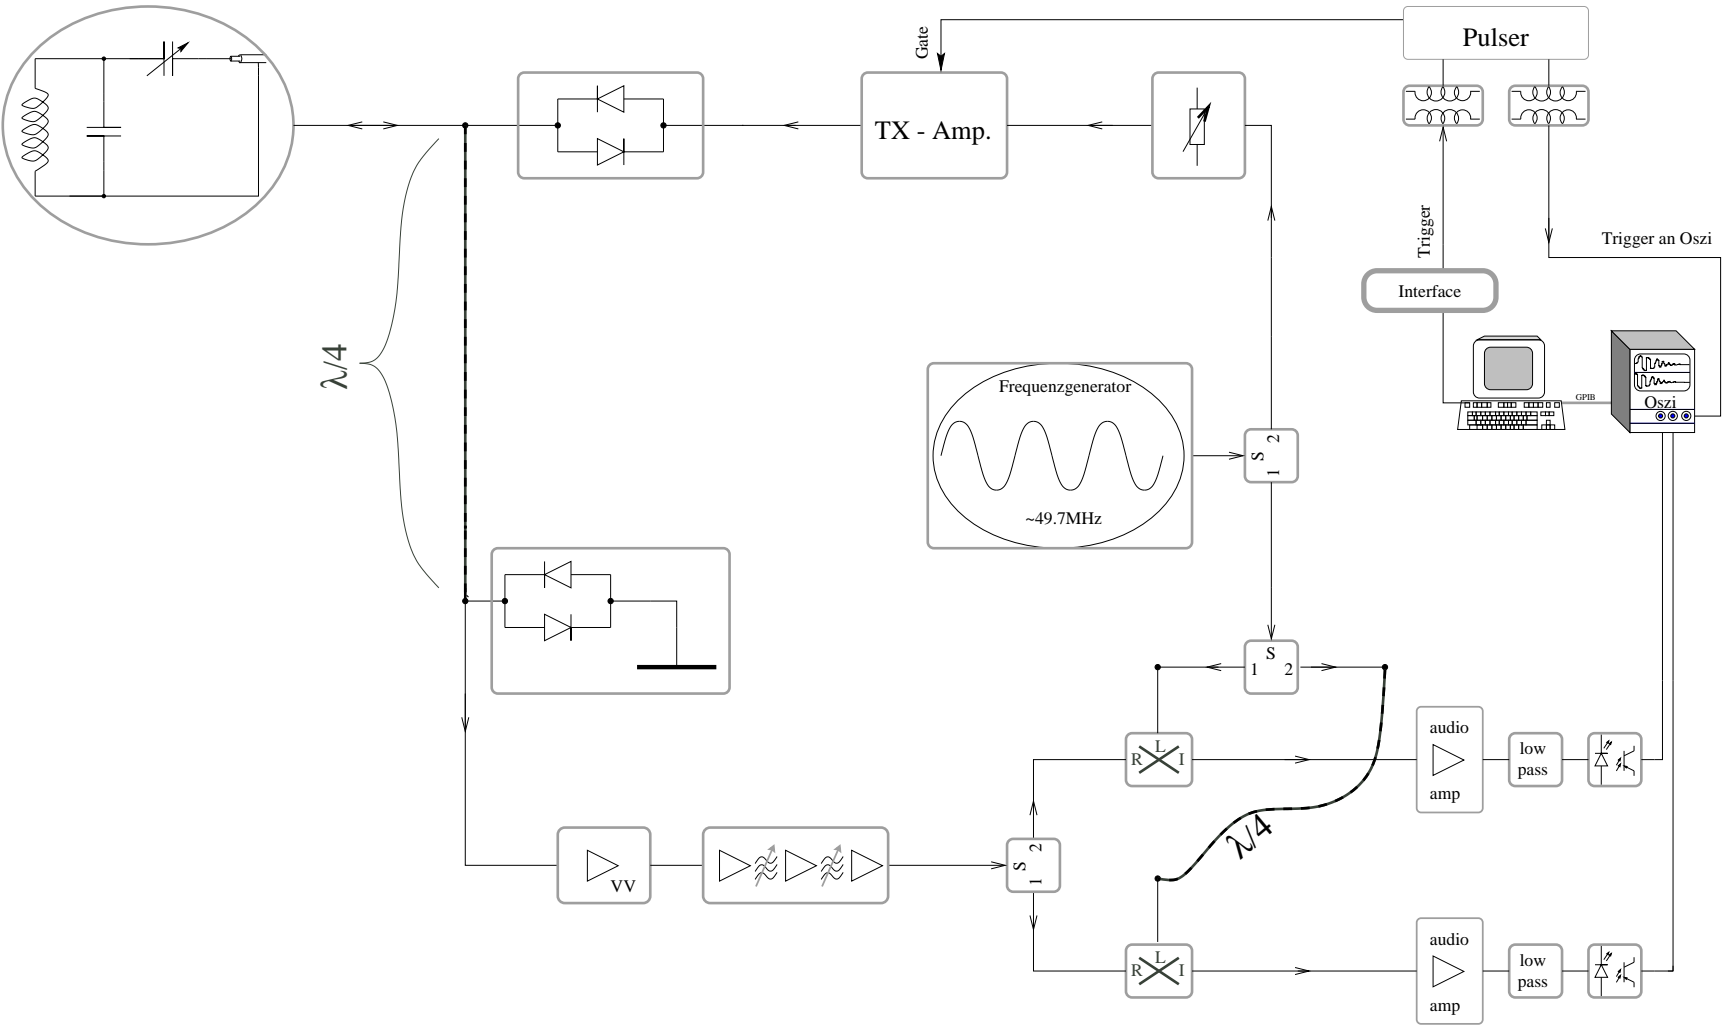 Pulser
Gate
TX - Amp.
Trigger
Trigger an Oszi
Interface
λ/4
Frequenzgenerator
~49.7MHz
S
1
2
GPIB
Oszi
S
1
2
R
L
I
audio
amp
low
pass
λ/4
VV
S
1
2
R
L
I
audio
amp
low
pass